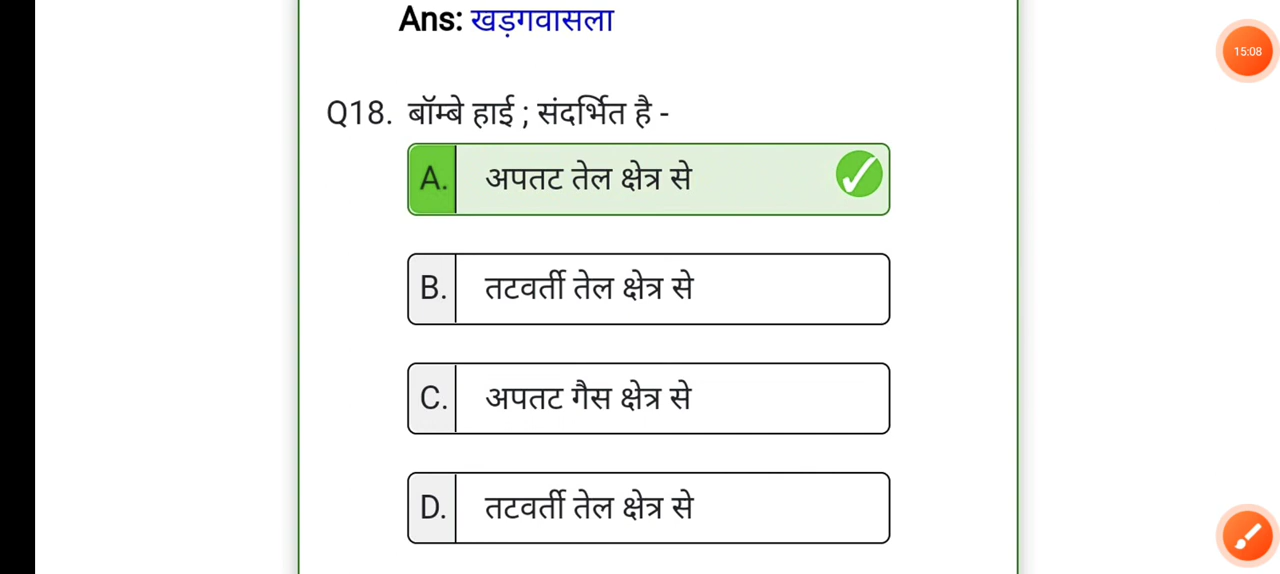 Ans: खड़गवासला
15:08
Q18. बॉम्बे हाई ; संदर्भित है -
A. अपतट तेल क्षेत्र से
B. तटवर्ती तेल क्षेत्र से
C. अपतट गैस क्षेत्र से
D. तटवर्ती तेल क्षेत्र से